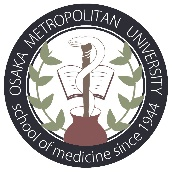 OSAKA METROPOLITAN UNIVERSITY
school of medicine since 1944